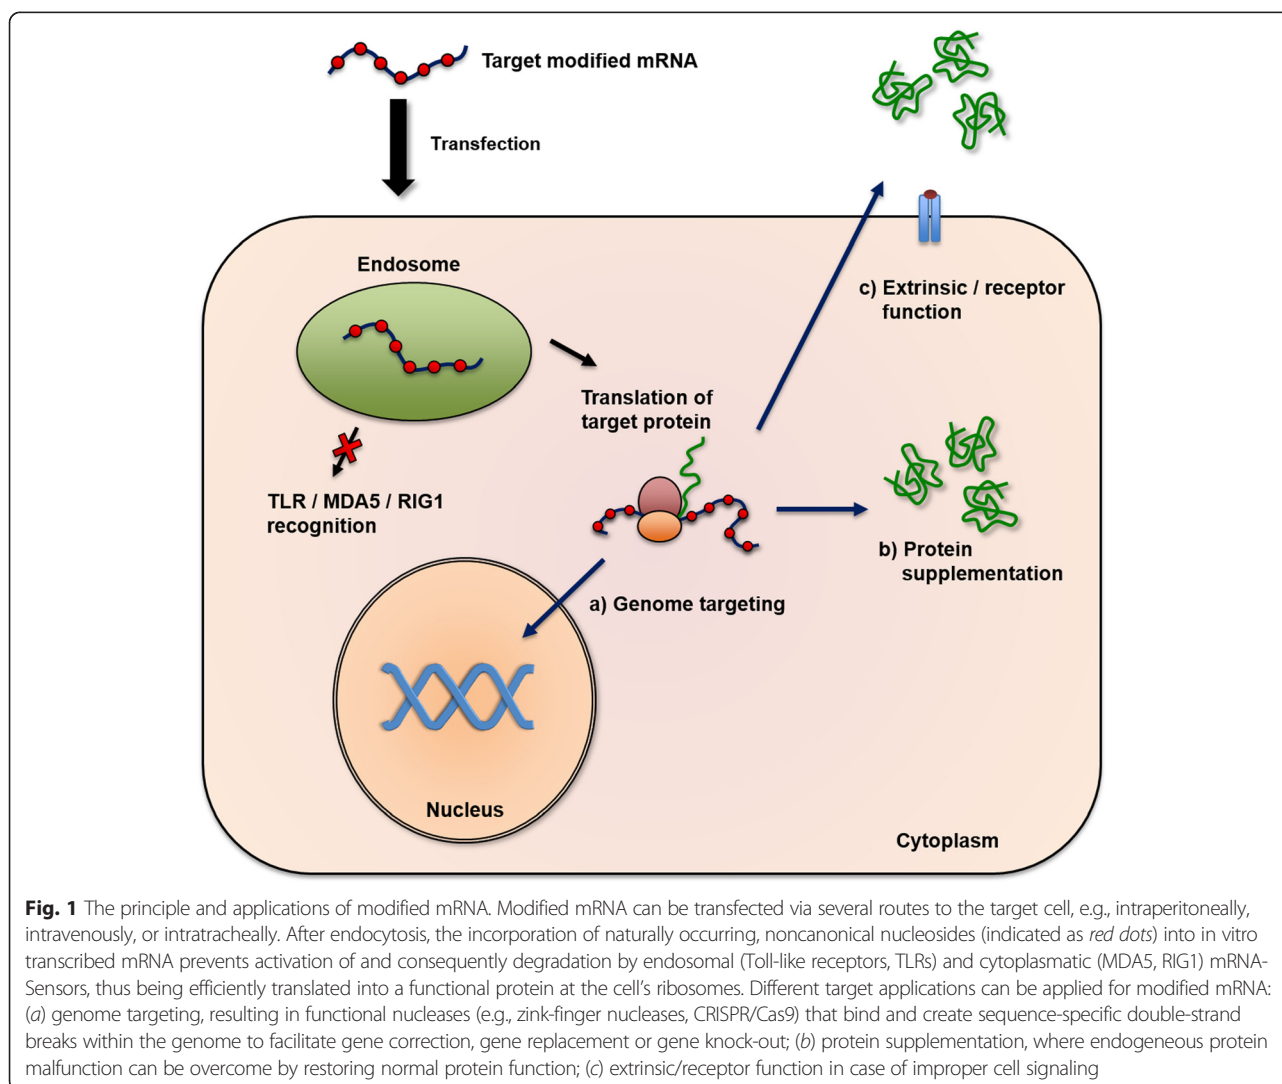 Target modified mRNA
Transfection
Endosome
c) Extrinsic / receptor
function
Translation of
target protein
TLR / MDA5 / RIG1
recognition
b) Protein
supplementation
a) Genome targeting
Nucleus
Cytoplasm
Fig. 1 The principle and applications of modified mRNA. Modified mRNA can be transfected via several routes to the target cell, e.g., intraperitoneally,
intravenously, or intratracheally. After endocytosis, the incorporation of naturally occurring, noncanonical nucleosides (indicated as red dots) into in vitro
transcribed mRNA prevents activation of and consequently degradation by endosomal (Toll-like receptors, TLRs) and cytoplasmatic (MDA5, RIG1) mRNA-
Sensors, thus being efficiently translated into a functional protein at the cell's ribosomes. Different target applications can be applied for modified mRNA:
(a) genome targeting, resulting in functional nucleases (e.g., zink-finger nucleases, CRISPR/Cas9) that bind and create sequence-specific double-strand
breaks within the genome to facilitate gene correction, gene replacement or gene knock-out; (b) protein supplementation, where endogeneous protein
malfunction can be overcome by restoring normal protein function; (c) extrinsic/receptor function in case of improper cell signaling